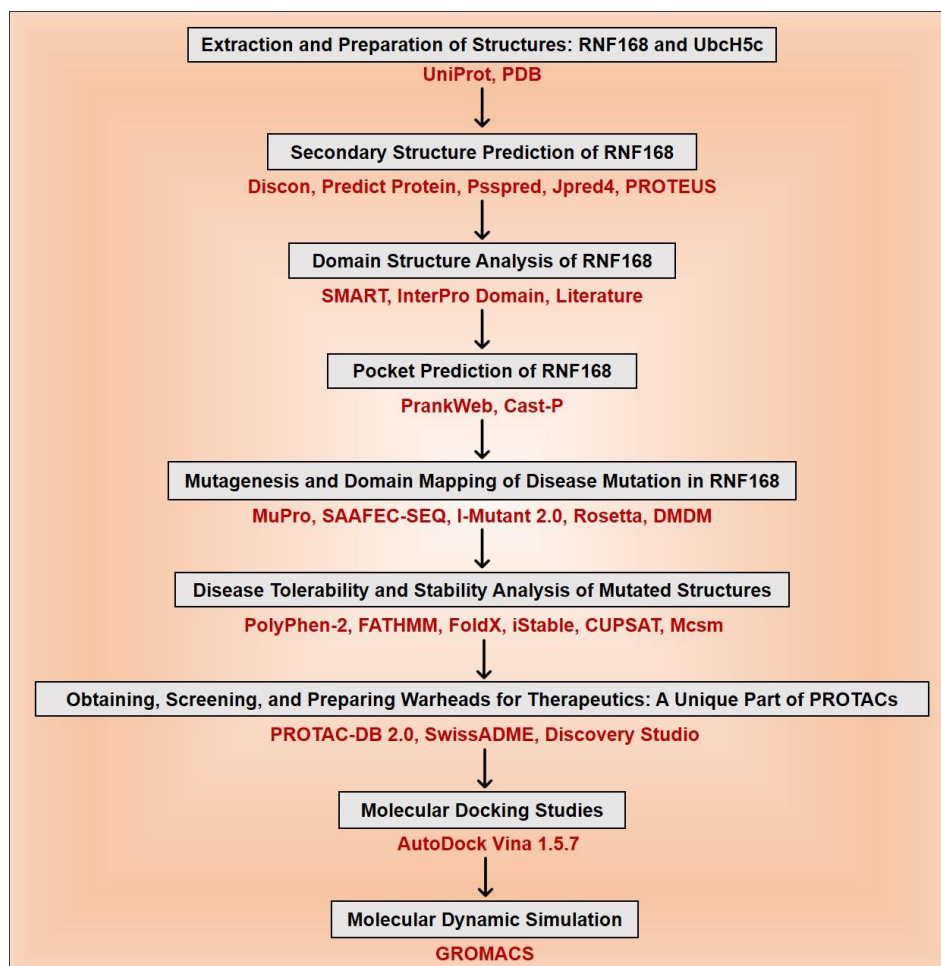 Extraction and Preparation of Structures: RNF168 and UbcH5c
UniProt, PDB
Secondary Structure Prediction of RNF168
Discon, Predict Protein, Psspred, Jpred4, PROTEUS
Domain Structure Analysis of RNF168
SMART, InterPro Domain, Literature
Pocket Prediction of RNF168
PrankWeb, Cast-P
Mutagenesis and Domain Mapping of Disease Mutation in RNF168
MuPro, SAAFEC-SEQ, I-Mutant 2.0, Rosetta, DMDM
Disease Tolerability and Stability Analysis of Mutated Structures
PolyPhen-2, FATHMM, FoldX, iStable, CUPSAT, Mcsm
Obtaining, Screening, and Preparing Warheads for Therapeutics: A Unique Part of PROTACs
PROTAC-DB 2.0, SwissADME, Discovery Studio
Molecular Docking Studies
AutoDock Vina 1.5.7
Molecular Dynamic Simulation
GROMACS